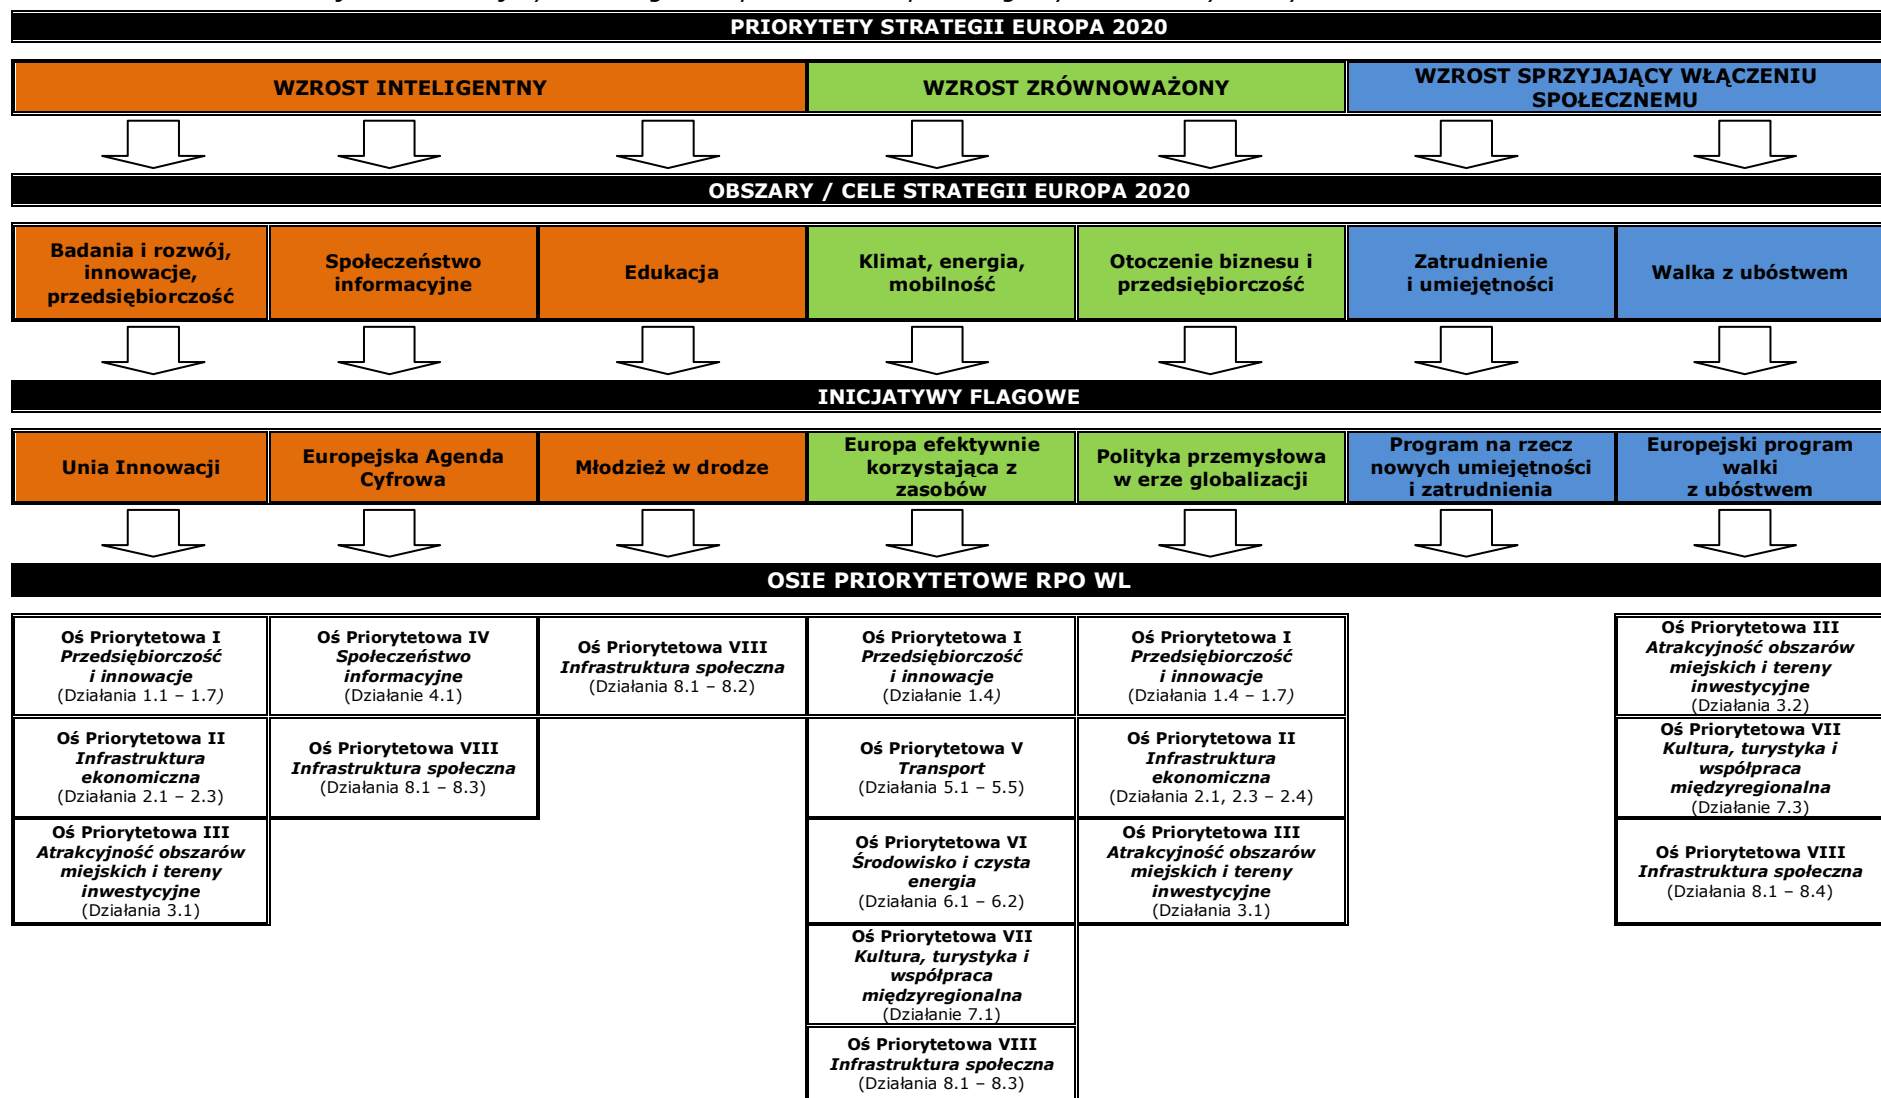 PRIORYTETY STRATEGII EUROPA 2020
WZROST INTELIGENTNY
WZROST ZRÓWNOWAŻONY
WZROST SPRZYJAJĄCY WŁĄCZENIU
SPOŁECZNEMU
OBSZARY / CELE STRATEGII EUROPA 2020
Badania i rozwój,
innowacje,
przedsiębiorczość
Społeczeństwo
informacyjne
Edukacja
Klimat, energia,
mobilność
Otoczenie biznesu i
przedsiębiorczość
Zatrudnienie
i umiejętności
Walka z ubóstwem
INICJATYWY FLAGOWE
Unia Innowacji
Europejska Agenda
Cyfrowa
Młodzież w drodze
Europa efektywnie
korzystająca z
zasobów
Polityka przemysłowa
w erze globalizacji
Program na rzecz
nowych umiejętności
i zatrudnienia
Europejski program
walki
z ubóstwem
OSIE PRIORYTETOWE RPO WL
Oś Priorytetowa I
Przedsiębiorczość
i innowacje
(Działania 1.1 – 1.7)
Oś Priorytetowa IV
Społeczeństwo
informacyjne
(Działanie 4.1)
Oś Priorytetowa VIII
Infrastruktura społeczna
(Działania 8.1 – 8.2)
Oś Priorytetowa I
Przedsiębiorczość
i innowacje
(Działanie 1.4)
Oś Priorytetowa I
Przedsiębiorczość
i innowacje
(Działania 1.4 – 1.7)
Oś Priorytetowa III
Atrakcyjność obszarów
miejskich i tereny
inwestycyjne
(Działania 3.2)
Oś Priorytetowa II
Infrastruktura
ekonomiczna
(Działania 2.1 – 2.3)
Oś Priorytetowa VIII
Infrastruktura społeczna
(Działania 8.1 – 8.3)
Oś Priorytetowa V
Transport
(Działania 5.1 – 5.5)
Oś Priorytetowa II
Infrastruktura
ekonomiczna
(Działania 2.1, 2.3 – 2.4)
Oś Priorytetowa VII
Kultura, turystyka i
współpraca
międzyregionalna
(Działanie 7.3)
Oś Priorytetowa III
Atrakcyjność obszarów
miejskich i tereny
inwestycyjne
(Działania 3.1)
Oś Priorytetowa VI
Środowisko i czysta
energia
(Działania 6.1 – 6.2)
Oś Priorytetowa III
Atrakcyjność obszarów
miejskich i tereny
inwestycyjne
(Działania 3.1)
Oś Priorytetowa VIII
Infrastruktura społeczna
(Działania 8.1 – 8.4)
Oś Priorytetowa VII
Kultura, turystyka i
współpraca
międzyregionalna
(Działanie 7.1)
Oś Priorytetowa VIII
Infrastruktura społeczna
(Działania 8.1 – 8.3)